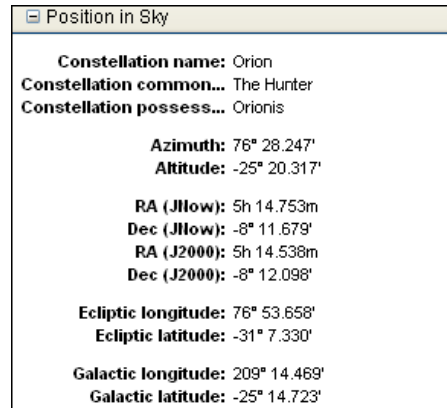 Position in Sky
Constellation name: Orion
Constellation common... The Hunter
Constellation possess... Orionis
Azimuth: 76° 28.247'
Altitude: -25° 20.317'
RA (JNow): 5h 14.753m
Dec (JNow): -8° 11.679'
RA (J2000): 5h 14.538m
Dec (J2000): -8° 12.098'
Ecliptic longitude: 76° 53.658'
Ecliptic latitude: -31° 7.330'
Galactic longitude: 209° 14.469'
Galactic latitude: -25° 14.723'